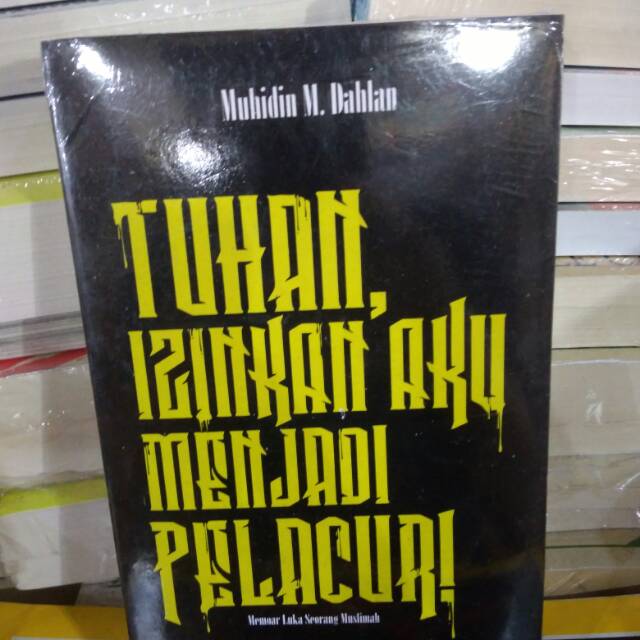 Muhidin M. Dahlan
TUHAN,
IZINKAN AKU
MENJADI
PELACUR!
Memoar Luka Seorang Muslimah